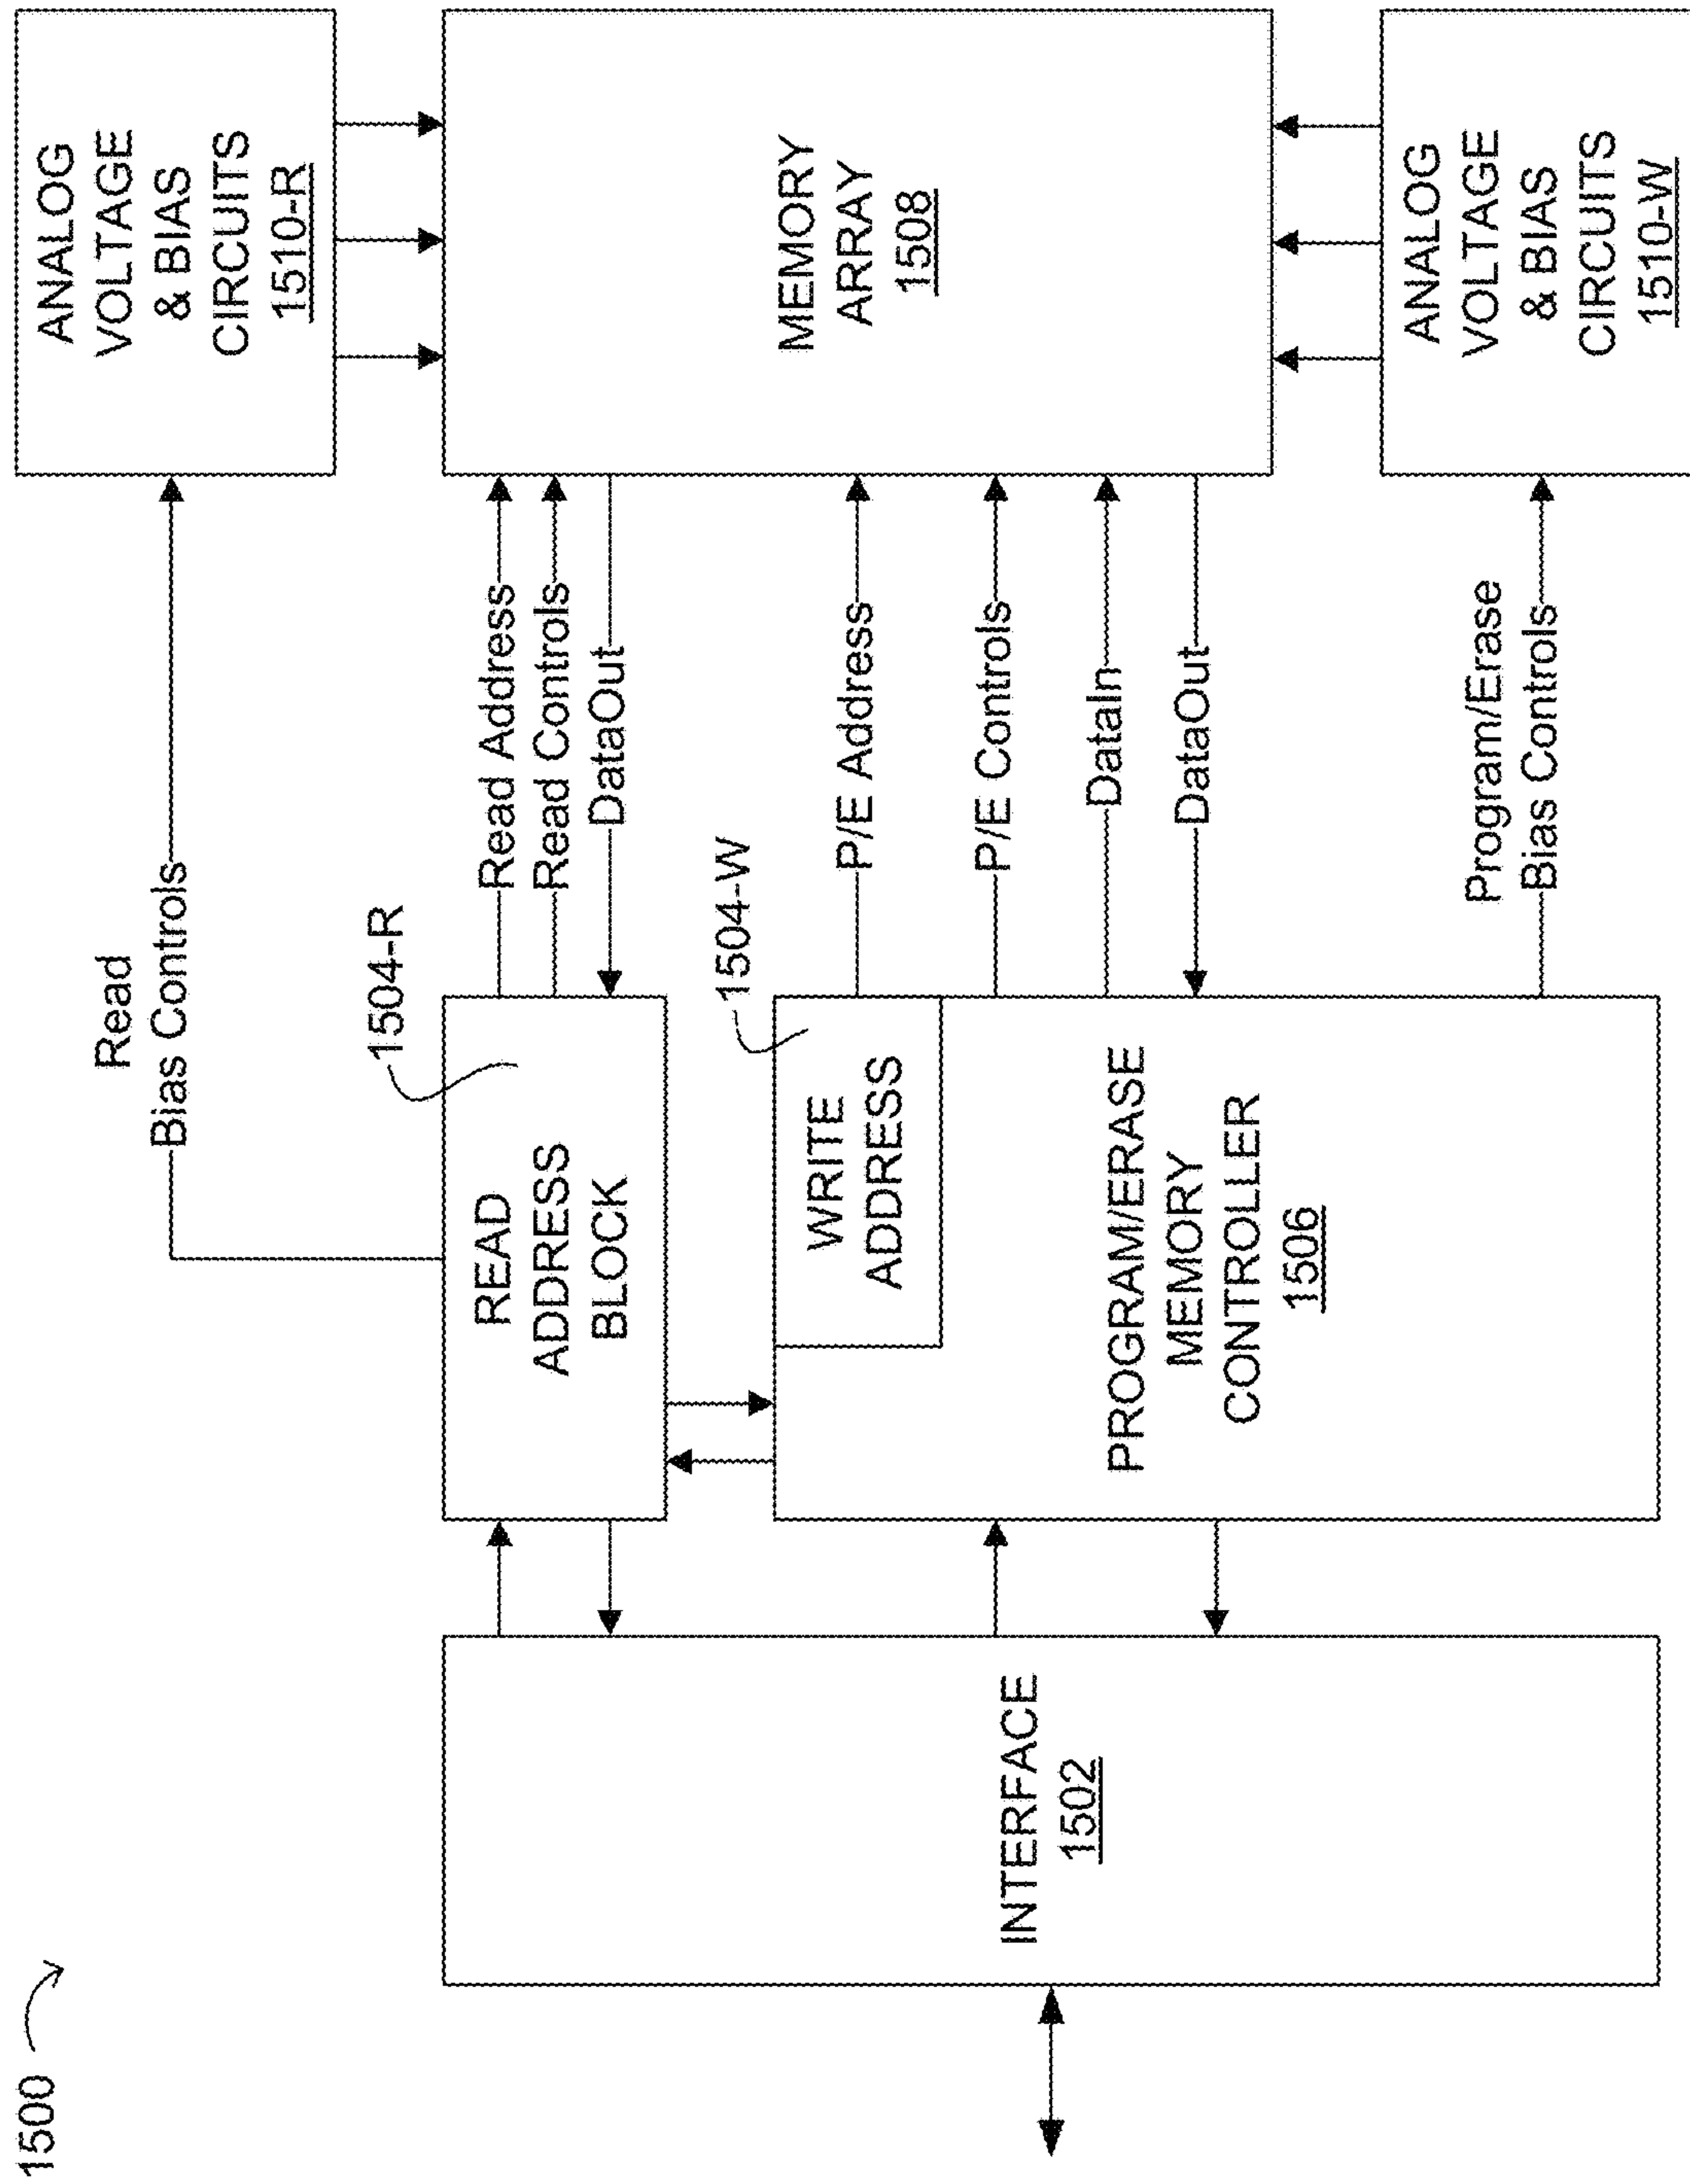 1500
Read
Bias Controls
ANALOG
VOLTAGE
& BIAS
CIRCUITS
1510-R
1504-R
READ
ADDRESS
BLOCK
Read Address
Read Controls
DataOut
1504-W
WRITE
ADDRESS
P/E Address
P/E Controls
DataIn
DataOut
MEMORY
ARRAY
1508
INTERFACE
1502
PROGRAM/ERASE
MEMORY
CONTROLLER
1506
Program/Erase
Bias Controls
ANALOG
VOLTAGE
& BIAS
CIRCUITS
1510-W